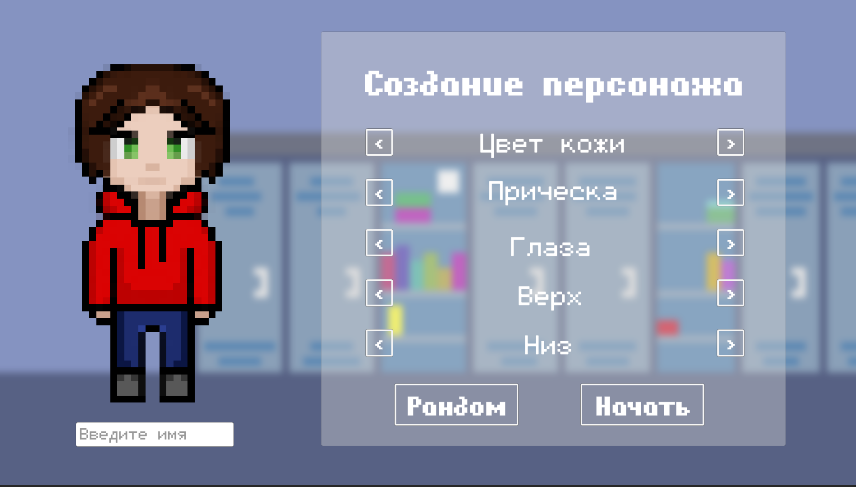 Создание персонажа
< Цвет кожи >
< Прическа >
< Глаза >
< Верх >
< Низ >
Рандом Начать
Введите имя